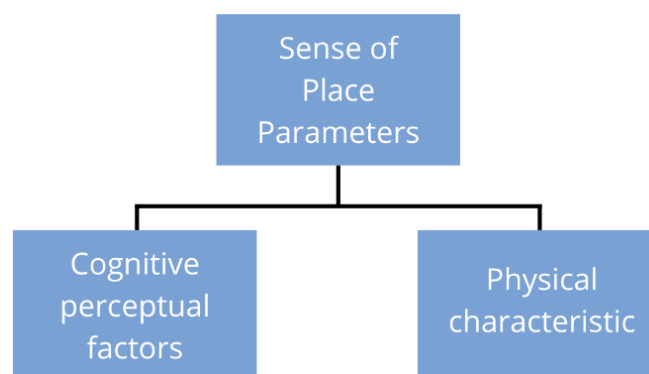 Sense of
Place
Parameters
Cognitive
perceptual
factors
Physical
characteristic